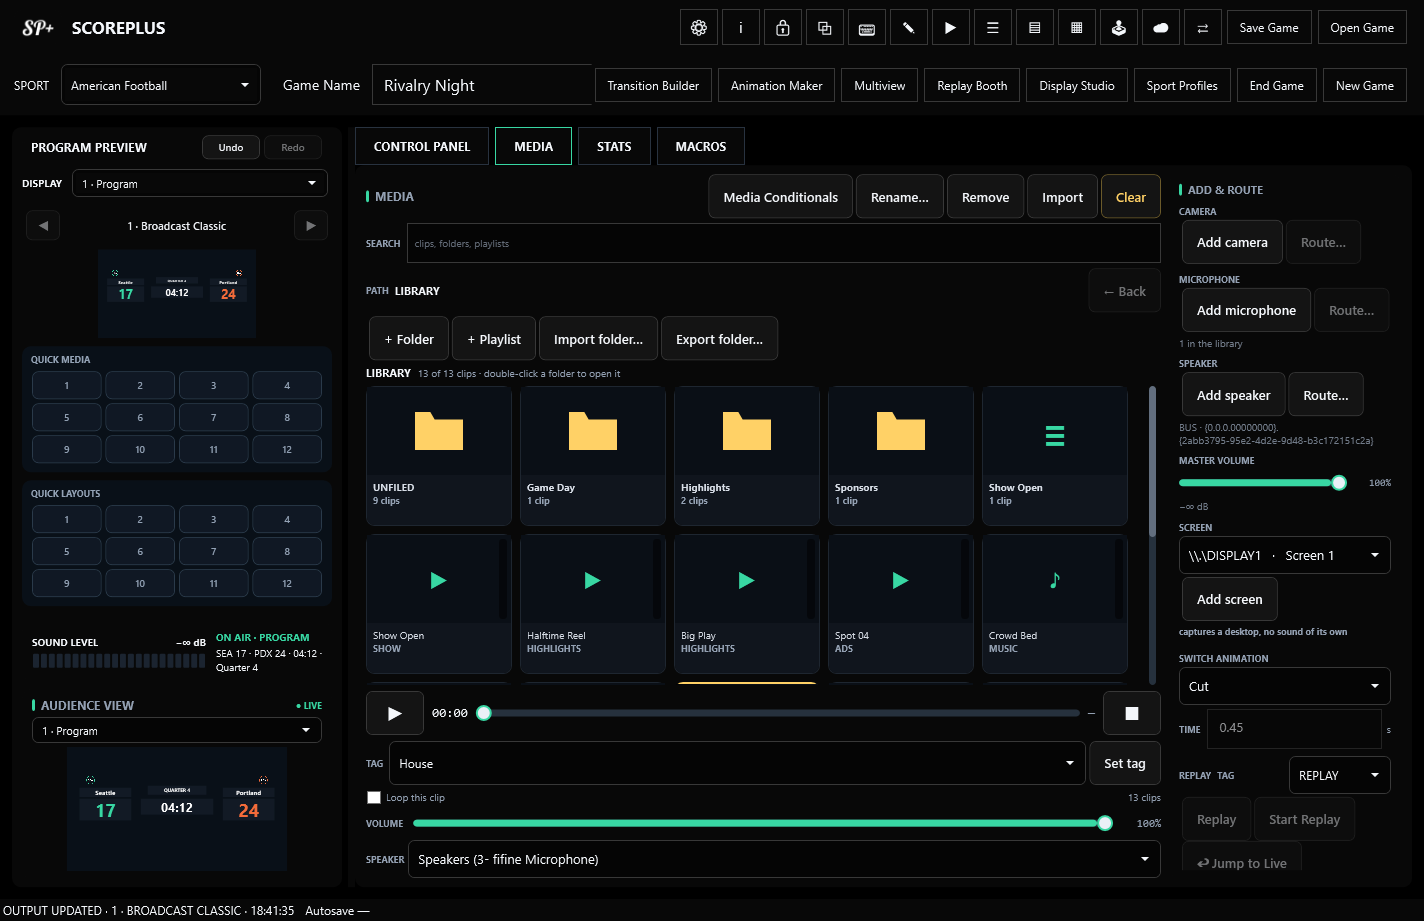 SP+ SCOREPLUS
i
Save Game
Open Game
SPORT
American Football
Game Name
Rivalry Night
Transition Builder
Animation Maker
Multiview
Replay Booth
Display Studio
Sport Profiles
End Game
New Game
PROGRAM PREVIEW
Undo
Redo
DISPLAY
1 · Program
1 · Broadcast Classic
Seattle
QUARTER 4
Portland
17
04:12
24
QUICK MEDIA
1 2 3 4
5 6 7 8
9 10 11 12
QUICK LAYOUTS
1 2 3 4
5 6 7 8
9 10 11 12
SOUND LEVEL
−∞ dB
ON AIR · PROGRAM
SEA 17 · PDX 24 · 04:12 ·
Quarter 4
AUDIENCE VIEW
• LIVE
1 · Program
Seattle
QUARTER 4
Portland
17
04:12
24
CONTROL PANEL
MEDIA
STATS
MACROS
MEDIA
Media Conditionals
Rename...
Remove
Import
Clear
SEARCH
clips, folders, playlists
PATH LIBRARY
← Back
+ Folder
+ Playlist
Import folder...
Export folder...
LIBRARY 13 of 13 clips · double-click a folder to open it
UNFILED
9 clips
Game Day
1 clip
Highlights
2 clips
Sponsors
1 clip
Show Open
1 clip
Show Open
SHOW
Halftime Reel
HIGHLIGHTS
Big Play
HIGHLIGHTS
Spot 04
ADS
Crowd Bed
MUSIC
00:00
—
TAG
House
Set tag
Loop this clip
13 clips
VOLUME
100%
SPEAKER
Speakers (3- fifine Microphone)
ADD & ROUTE
CAMERA
Add camera
Route...
MICROPHONE
Add microphone
Route...
1 in the library
SPEAKER
Add speaker
Route...
BUS · {0.0.0.00000000}.
{2abb3795-95e2-4d2e-9d48-b3c172151c2a}
MASTER VOLUME
100%
−∞ dB
SCREEN
\\.\DISPLAY1 · Screen 1
Add screen
captures a desktop, no sound of its own
SWITCH ANIMATION
Cut
TIME
0.45
s
REPLAY TAG
REPLAY
Replay
Start Replay
↩ Jump to Live
OUTPUT UPDATED · 1 · BROADCAST CLASSIC · 18:41:35 Autosave —